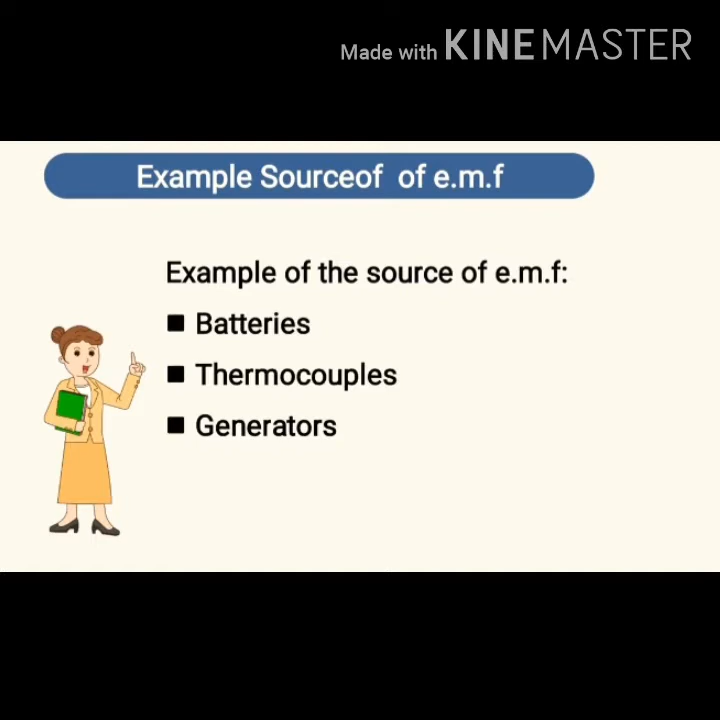 Made with KINEMASTER
Example Sourceof of e.m.f
Example of the source of e.m.f:
■ Batteries
■ Thermocouples
■ Generators